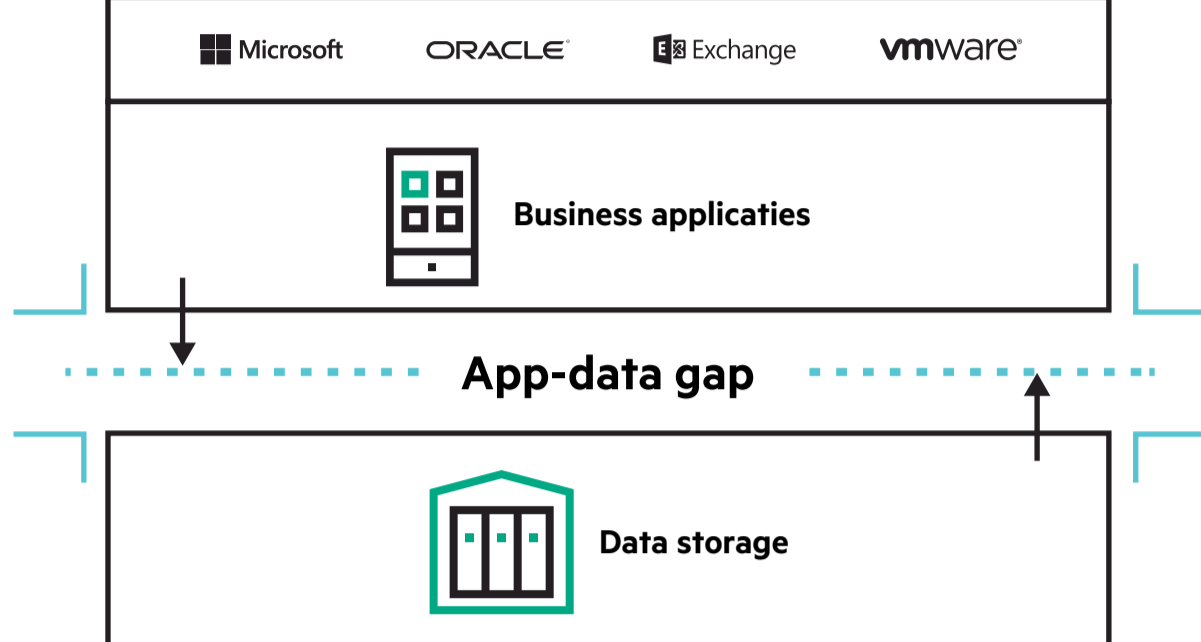 Microsoft ORACLE® E Exchange vmware®
Business applicaties
App-data gap
Data storage